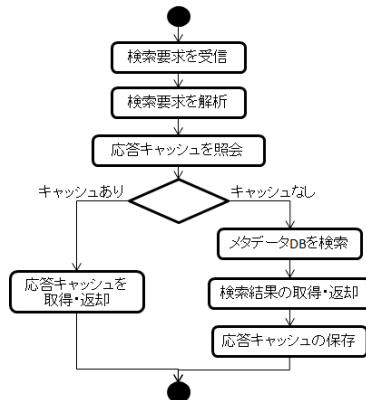 検索要求を受信
検索要求を解析
応答キャッシュを照会
キャッシュあり
キャッシュなし
メタデータDBを検索
応答キャッシュを
取得・返却
検索結果の取得・返却
応答キャッシュの保存